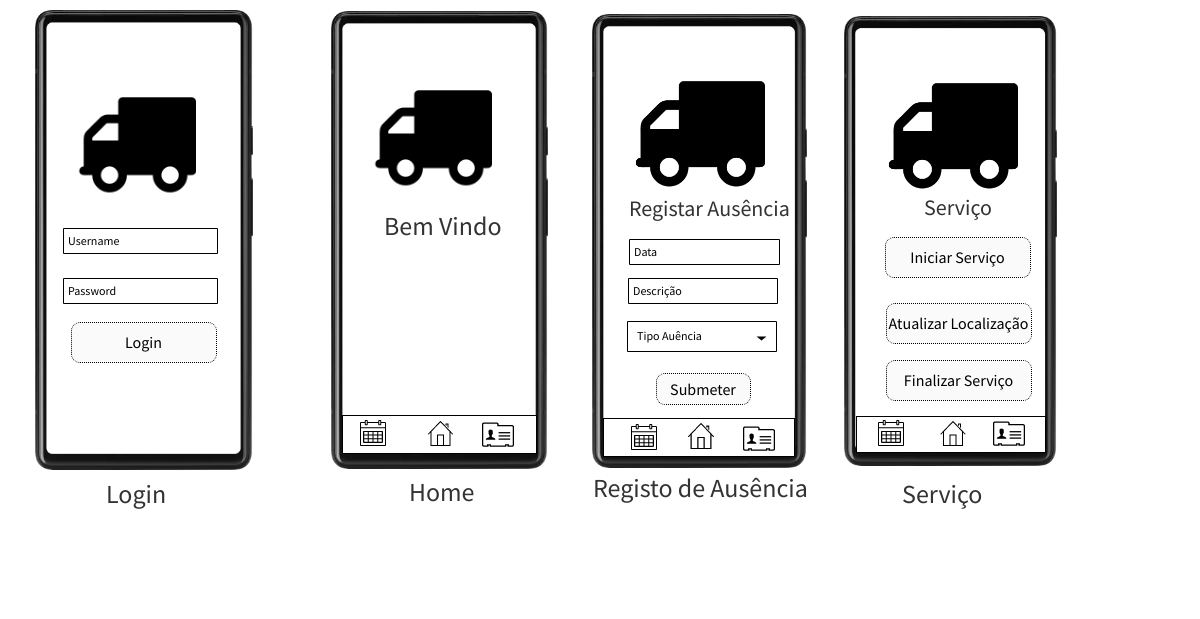 Username
Password
Login
Login
Bem Vindo
Home
Registar Ausência
Data
Descrição
Tipo Auência
Submeter
Registo de Ausência
Serviço
Iniciar Serviço
Atualizar Localização
Finalizar Serviço
Serviço